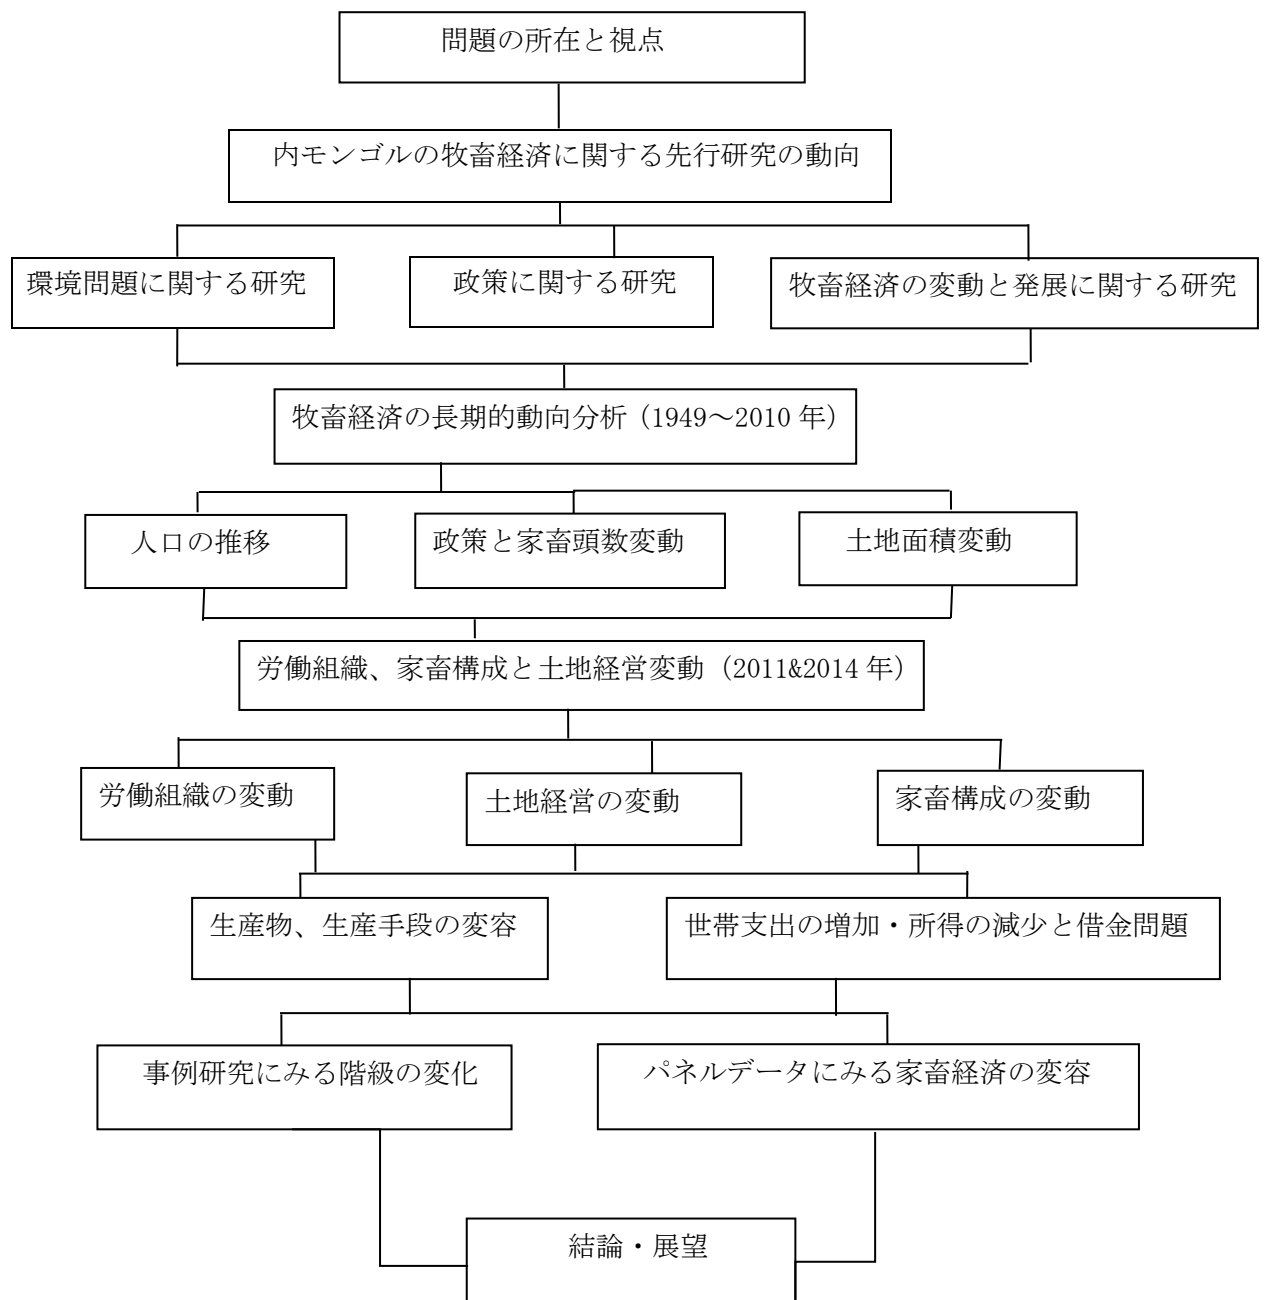 問題の所在と視点
内モンゴルの牧畜経済に関する先行研究の動向
環境問題に関する研究
政策に関する研究
牧畜経済の変動と発展に関する研究
牧畜経済の長期的動向分析（1949～2010 年）
人口の推移
政策と家畜頭数変動
土地面積変動
労働組織、家畜構成と土地経営変動（2011&2014 年）
労働組織の変動
土地経営の変動
家畜構成の変動
生産物、生産手段の変容
世帯支出の増加・所得の減少と借金問題
事例研究にみる階級の変化
パネルデータにみる家畜経済の変容
結論・展望